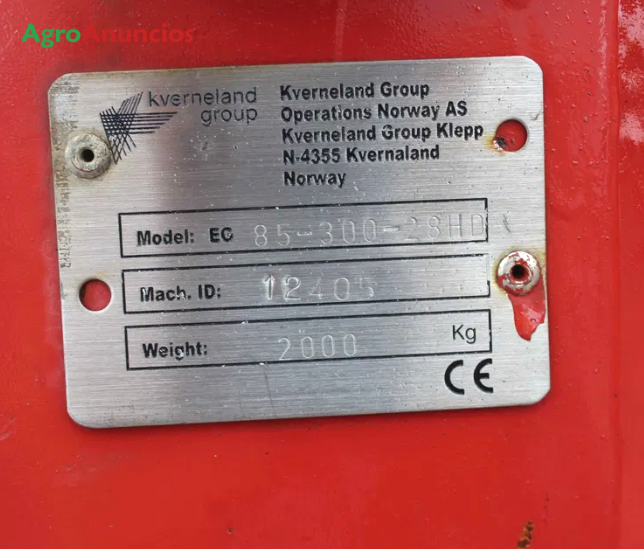 AgroAnuncios
kverneland
group
Kverneland Group
Operations Norway AS
Kverneland Group Klepp
N-4355 Kvernaland
Norway
Model: EG 85-300-28HD
Mach. ID: 12405
Weight: 2000 Kg
CE